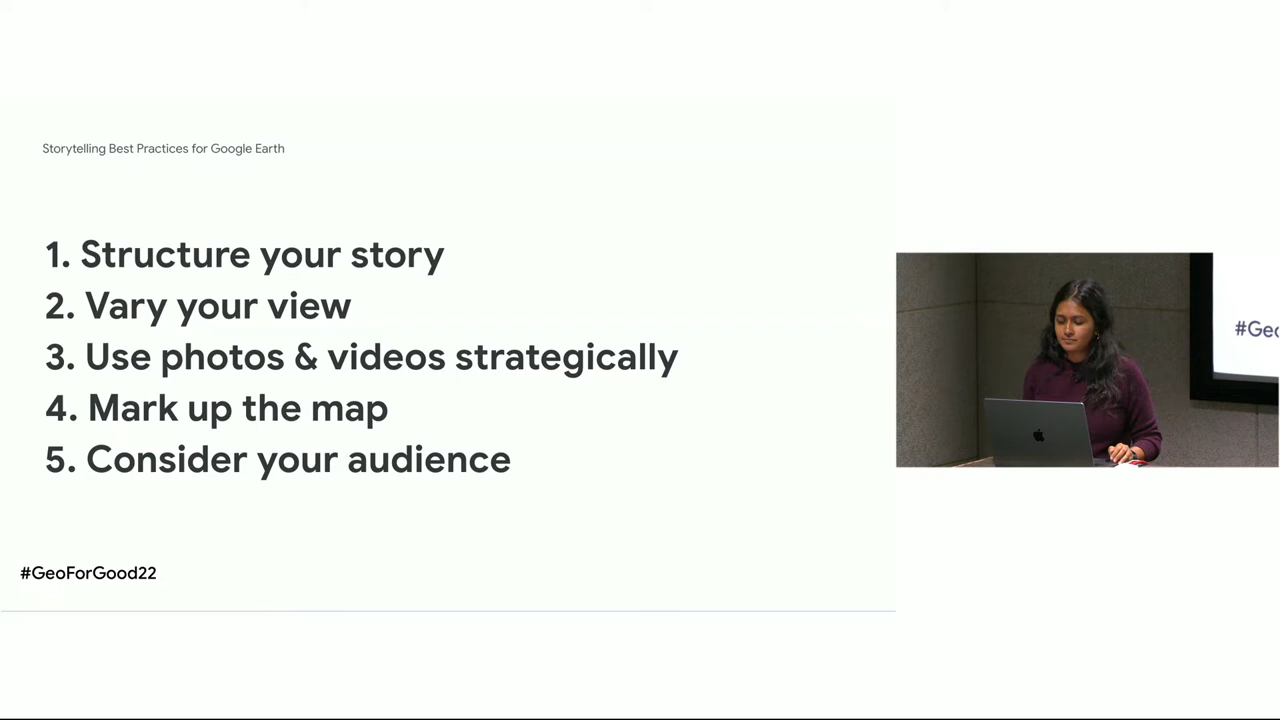 Storytelling Best Practices for Google Earth
1. Structure your story
2. Vary your view
3. Use photos & videos strategically
4. Mark up the map
5. Consider your audience
#GeoForGood22
#Geo